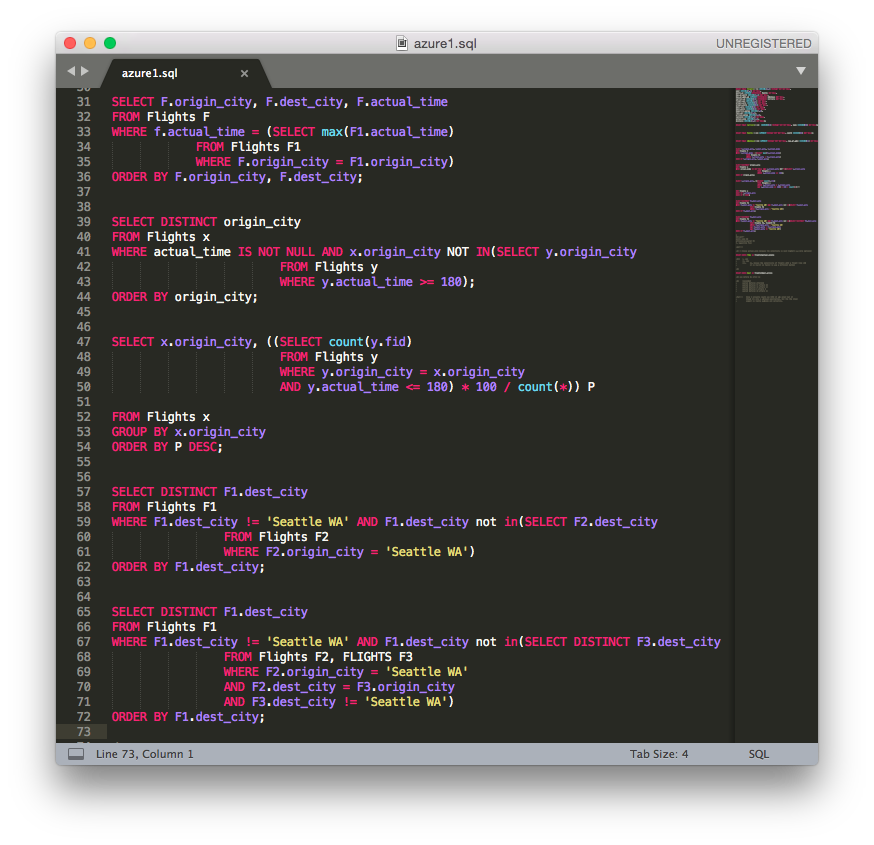 azure1.sql
UNREGISTERED
azure1.sql
31 SELECT F.origin_city, F.dest_city, F.actual_time
32 FROM Flights F
33 WHERE f.actual_time = (SELECT max(F1.actual_time)
34 FROM Flights F1
35 WHERE F.origin_city = F1.origin_city)
36 ORDER BY F.origin_city, F.dest_city;
37
38
39 SELECT DISTINCT origin_city
40 FROM Flights x
41 WHERE actual_time IS NOT NULL AND x.origin_city NOT IN(SELECT y.origin_city
42 FROM Flights y
43 WHERE y.actual_time >= 180);
44 ORDER BY origin_city;
45
46
47 SELECT x.origin_city, ((SELECT count(y.fid)
48 FROM Flights y
49 WHERE y.origin_city = x.origin_city
50 AND y.actual_time <= 180) * 100 / count(*)) P
51
52 FROM Flights x
53 GROUP BY x.origin_city
54 ORDER BY P DESC;
55
56
57 SELECT DISTINCT F1.dest_city
58 FROM Flights F1
59 WHERE F1.dest_city != 'Seattle WA' AND F1.dest_city not in(SELECT F2.dest_city
60 FROM Flights F2
61 WHERE F2.origin_city = 'Seattle WA')
62 ORDER BY F1.dest_city;
63
64
65 SELECT DISTINCT F1.dest_city
66 FROM Flights F1
67 WHERE F1.dest_city != 'Seattle WA' AND F1.dest_city not in(SELECT DISTINCT F3.dest_city
68 FROM Flights F2, FLIGHTS F3
69 WHERE F2.origin_city = 'Seattle WA'
70 AND F2.dest_city = F3.origin_city
71 AND F3.dest_city != 'Seattle WA')
72 ORDER BY F1.dest_city;
73
Line 73, Column 1
Tab Size: 4
SQL